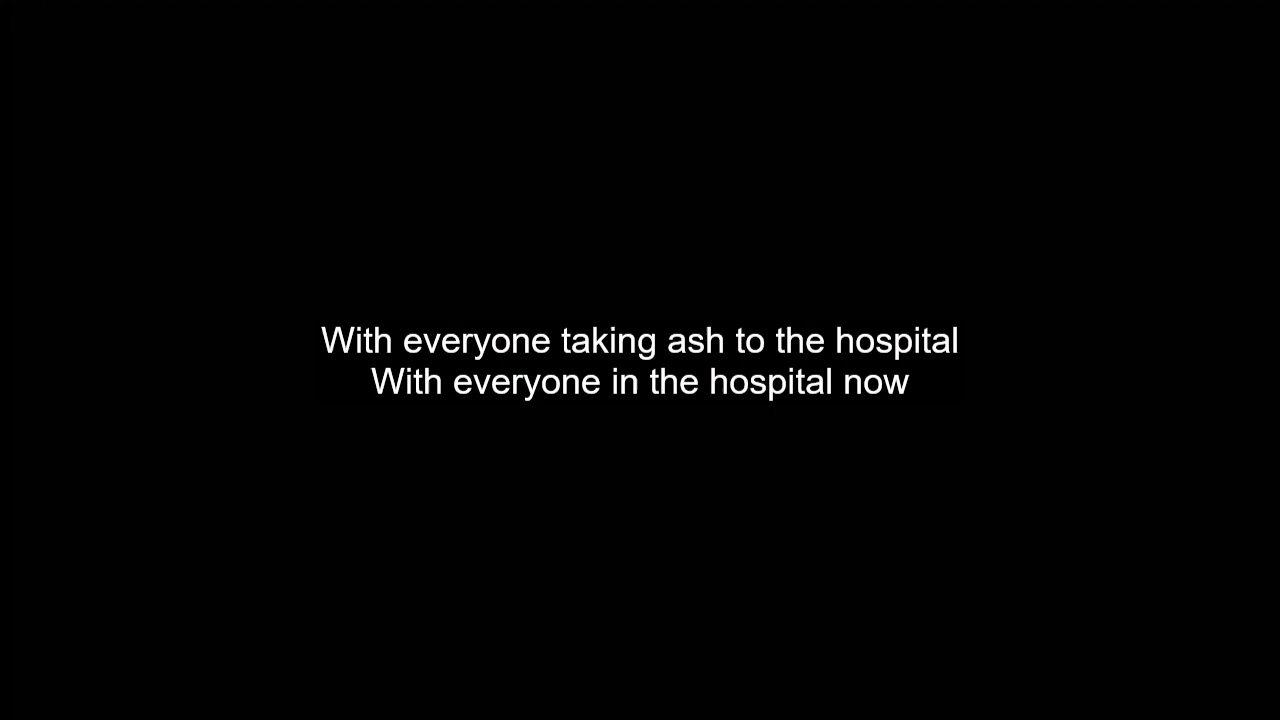 With everyone taking ash to the hospital
With everyone in the hospital now